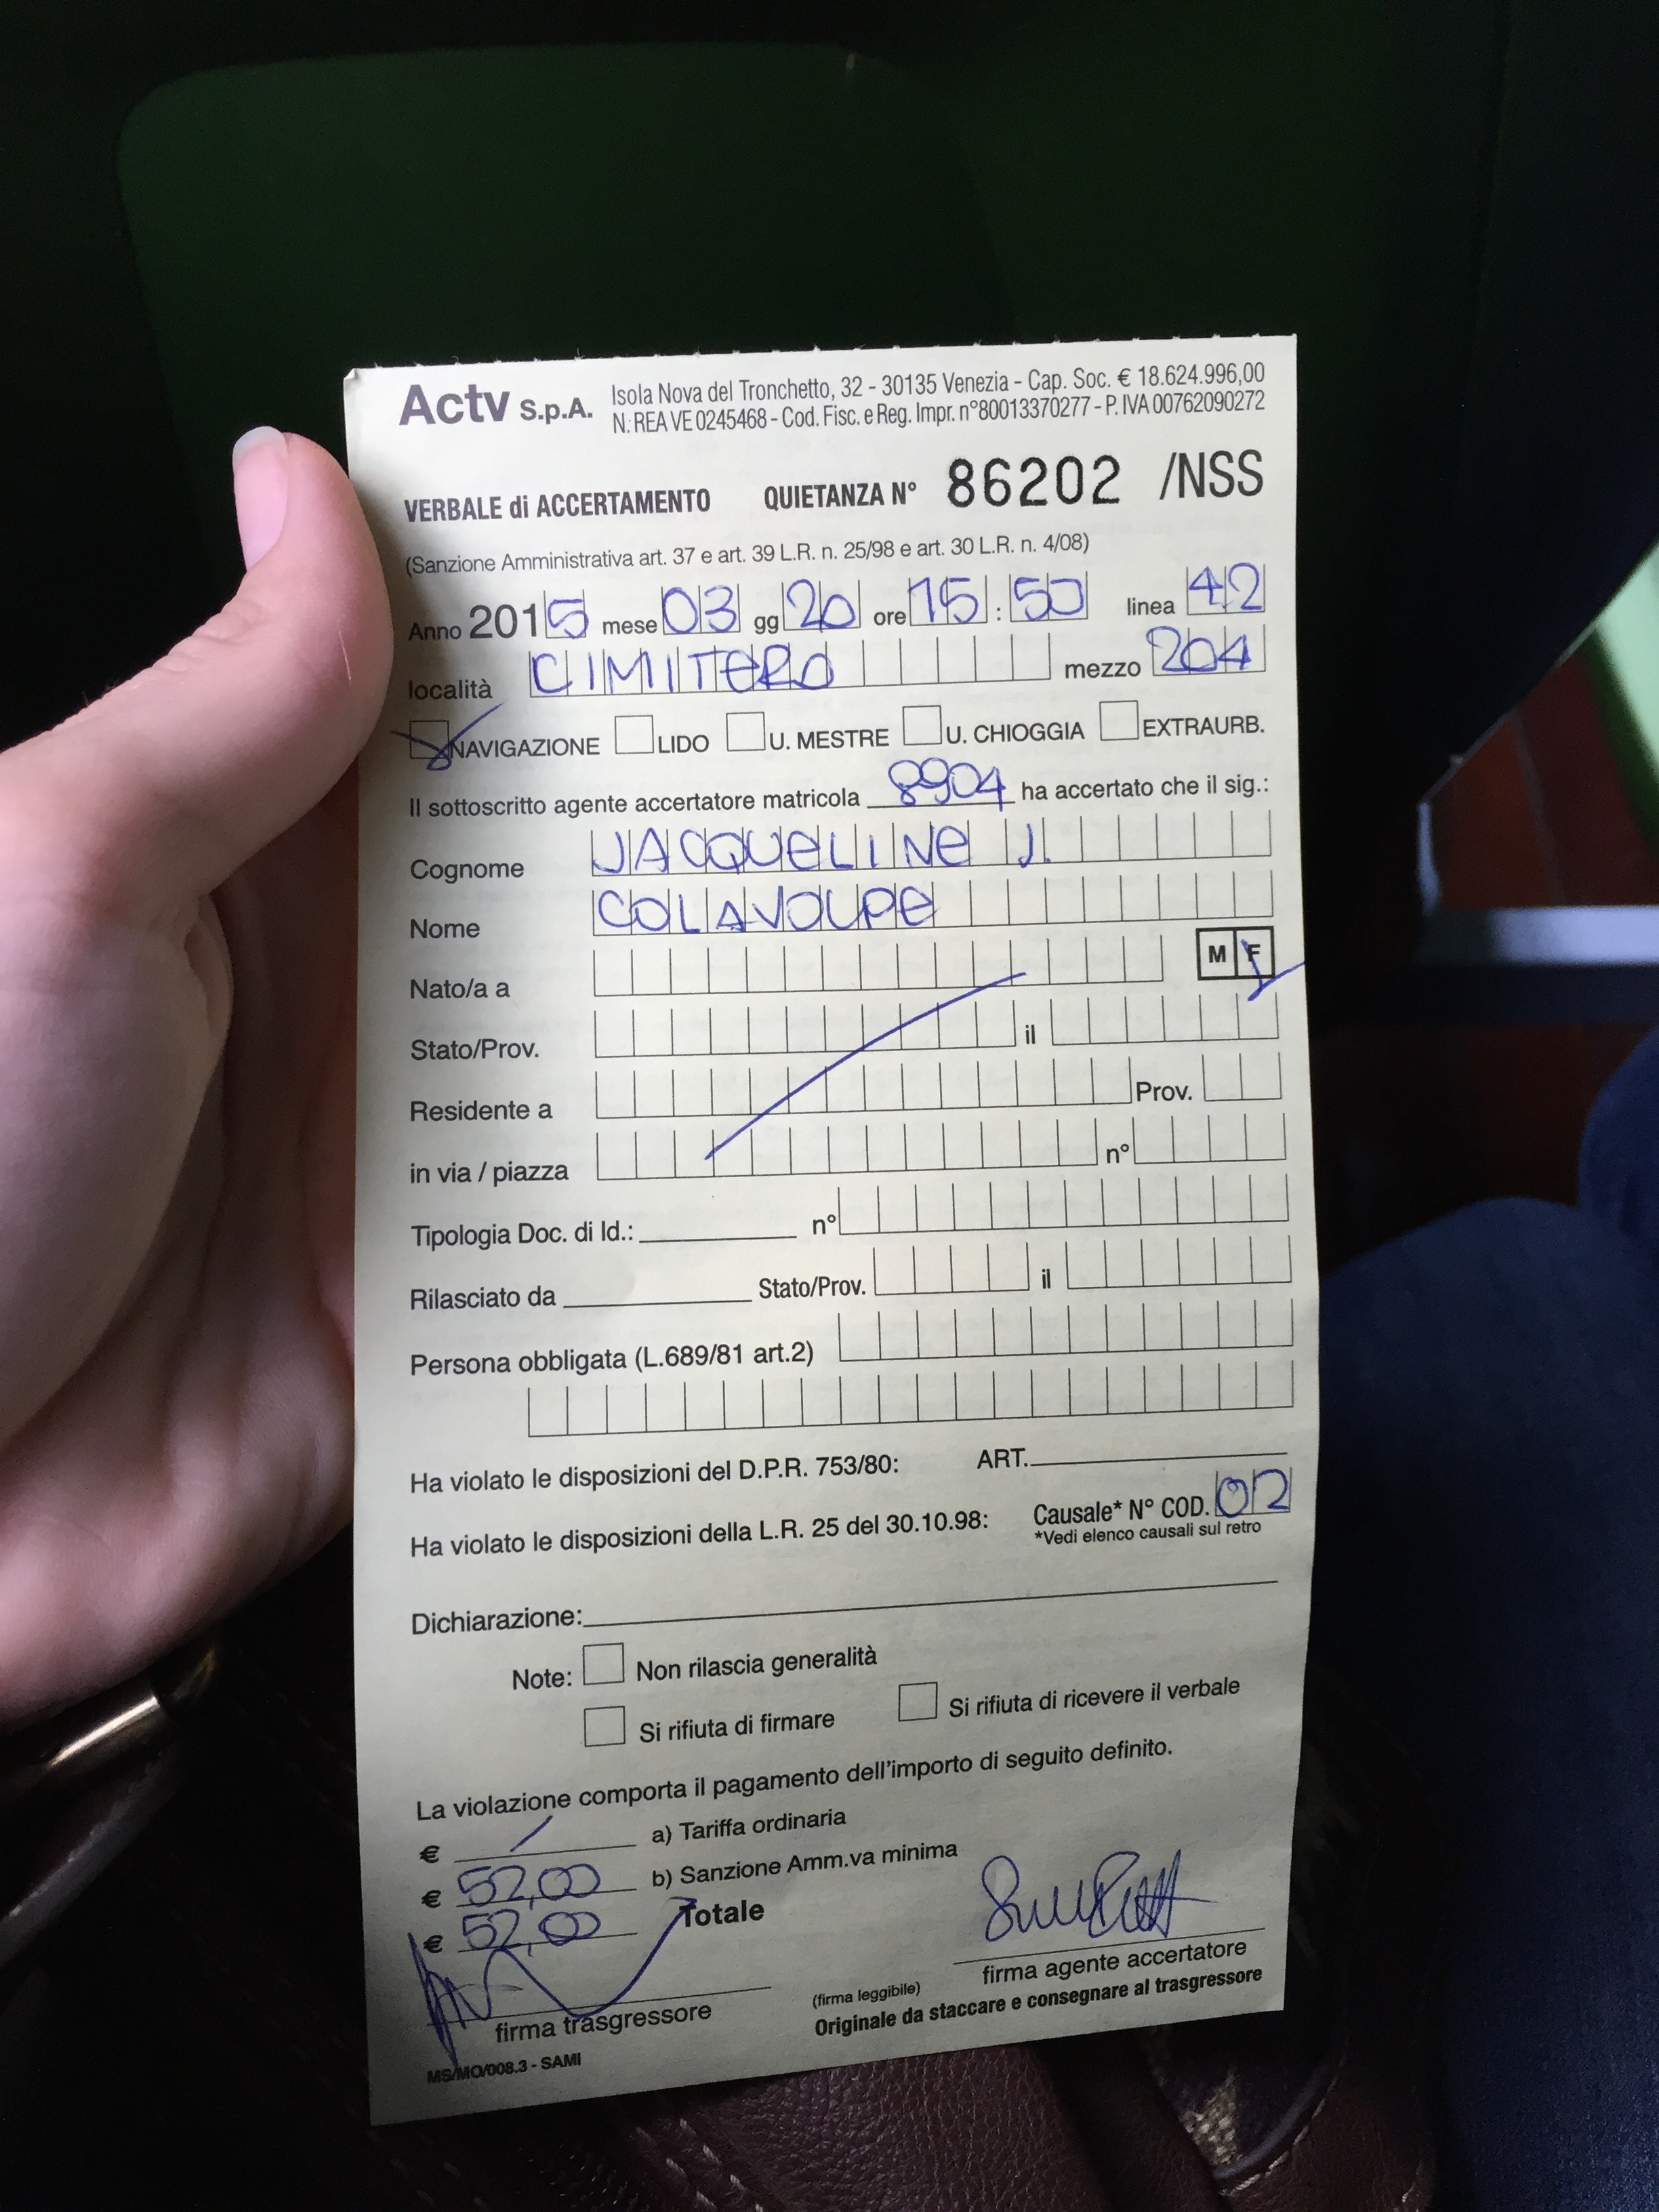 Actv S.p.A. Isola Nova del Tronchetto, 32 - 30135 Venezia - Cap. Soc. € 18.624.996,00
N. REA VE 0245468 - Cod. Fisc. e Reg. Impr. n°80013370277 - P. IVA 00762090272
VERBALE di ACCERTAMENTO QUIETANZA N° 86202 /NSS
(Sanzione Amministrativa art. 37 e art. 39 L.R. n. 25/98 e art. 30 L.R. n. 4/08)
Anno 2015 mese 03 gg 20 ore 15:50 linea 42
località CIMITERO mezzo 204
NAVIGAZIONE LIDO U. MESTRE U. CHIOGGIA EXTRAURB.
Il sottoscritto agente accertatore matricola 8904 ha accertato che il sig.:
Cognome JACQUELINE J.
Nome COLAVOLPE
Nato/a a M F
Stato/Prov. il
Residente a Prov.
in via / piazza n°
Tipologia Doc. di Id.: n°
Rilasciato da Stato/Prov. il
Persona obbligata (L.689/81 art.2)
Ha violato le disposizioni del D.P.R. 753/80: ART.
Ha violato le disposizioni della L.R. 25 del 30.10.98: Causale* N° COD. 02
*Vedi elenco causali sul retro
Dichiarazione:
Note: Non rilascia generalità
Si rifiuta di firmare Si rifiuta di ricevere il verbale
La violazione comporta il pagamento dell'importo di seguito definito.
€ / a) Tariffa ordinaria
€ 52,00 b) Sanzione Amm.va minima
€ 52,00 Totale
firma trasgressore (firma leggibile) firma agente accertatore
Originale da staccare e consegnare al trasgressore
MS/MO/008.3 - SAMI